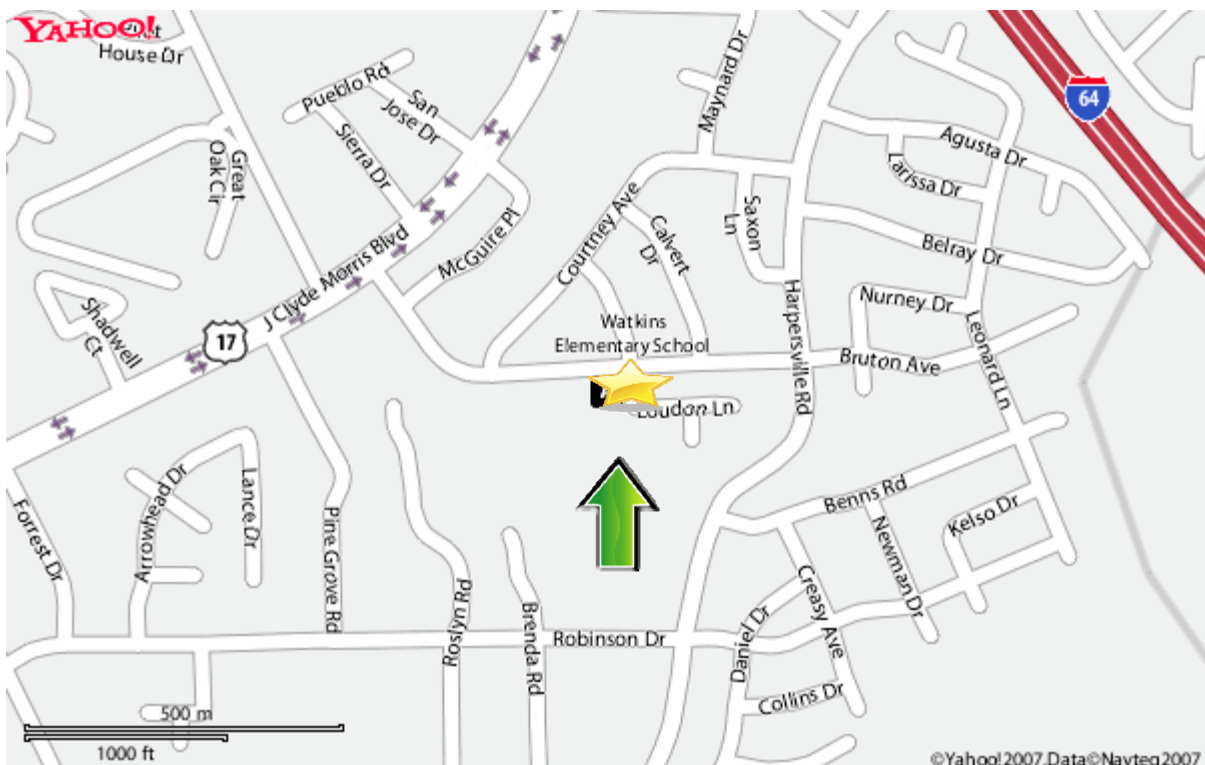 YAHOO!
House Dr
64
Pueblo Rd
San
Jose Dr
Sierra Dr
Maynard Dr
Great
Oak Cir
Agusta Dr
Larissa Dr
McGuire Pl
Courtney Ave
Calvert
Dr
Saxon
Ln
Belray Dr
J Clyde Morris Blvd
Shadwell
Ct
17
Watkins
Elementary School
Harpersville Rd
Nurney Dr
Bruton Ave
Leonard Ln
Loudon Ln
Forrest Dr
Arrowhead Dr
Lance Dr
Pine Grove Rd
Benns Rd
Kelso Dr
Newman Dr
Creasy Ave
Roslyn Rd
Brenda Rd
Robinson Dr
Daniel Dr
Collins Dr
500 m
1000 ft
©Yahoo! 2007, Data©Navteq 2007